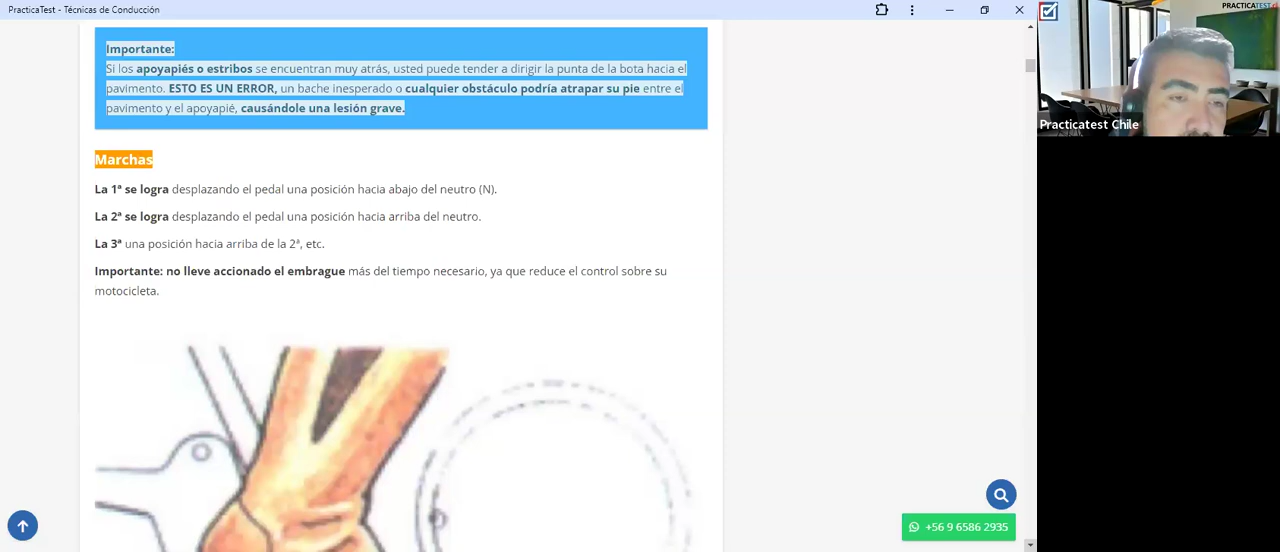 PracticaTest - Técnicas de Conducción
PRACTICATEST
Importante:
Si los apoyapiés o estribos se encuentran muy atrás, usted puede tender a dirigir la punta de la bota hacia el
pavimento. ESTO ES UN ERROR, un bache inesperado o cualquier obstáculo podría atrapar su pie entre el
pavimento y el apoyapié, causándole una lesión grave.
Practicatest Chile
Marchas
La 1ª se logra desplazando el pedal una posición hacia abajo del neutro (N).
La 2ª se logra desplazando el pedal una posición hacia arriba del neutro.
La 3ª una posición hacia arriba de la 2ª, etc.
Importante: no lleve accionado el embrague más del tiempo necesario, ya que reduce el control sobre su
motocicleta.
+56 9 6586 2935